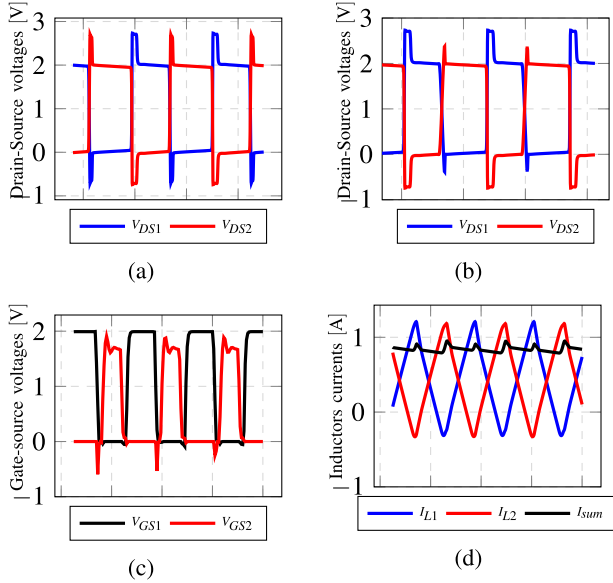 Drain-Source voltages [V]
3
2
1
0
−1
V_DS1 V_DS2
(a)
Drain-Source voltages [V]
3
2
1
0
−1
V_DS1 V_DS2
(b)
Gate-source voltages [V]
2
1
0
−1
V_GS1 V_GS2
(c)
Inductors currents [A]
1
0
−1
I_L1 I_L2 I_sum
(d)